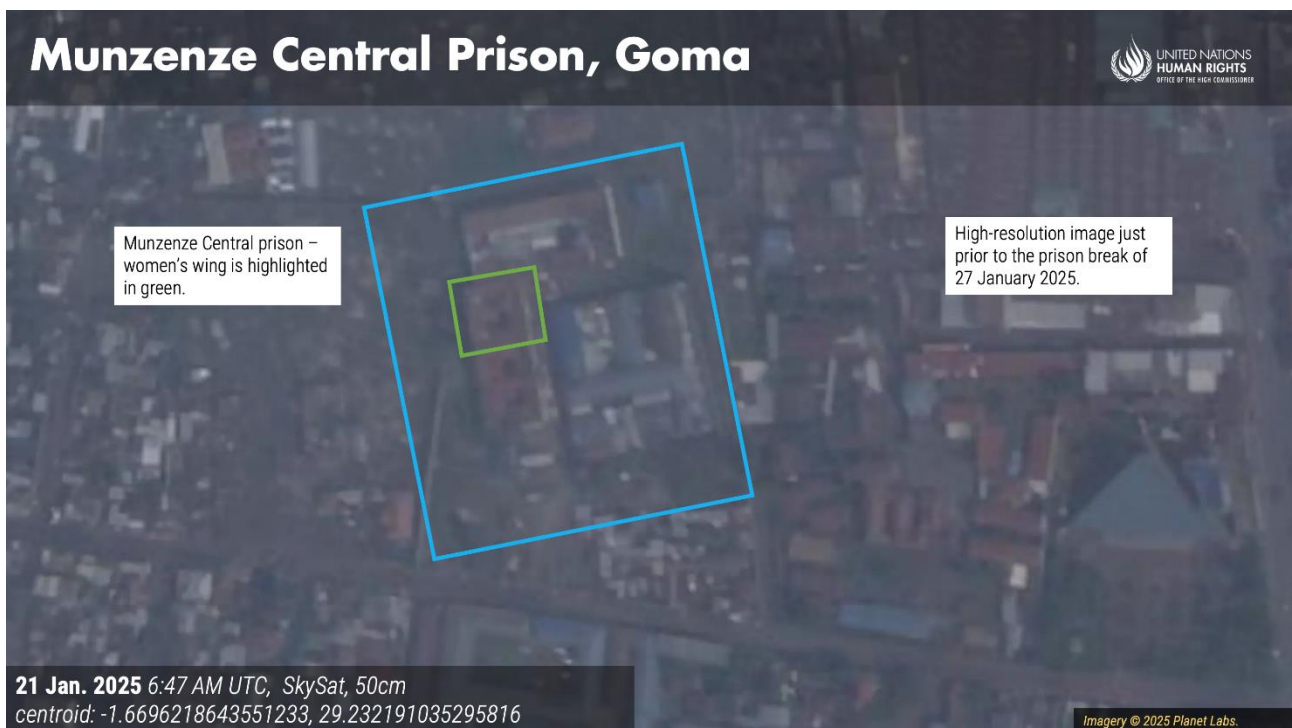 Munzenze Central Prison, Goma
UNITED NATIONS
HUMAN RIGHTS
OFFICE OF THE HIGH COMMISSIONER
Munzenze Central prison –
women's wing is highlighted
in green.
High-resolution image just
prior to the prison break of
27 January 2025.
21 Jan. 2025 6:47 AM UTC, SkySat, 50cm
centroid: -1.6696218643551233, 29.232191035295816
Imagery © 2025 Planet Labs.